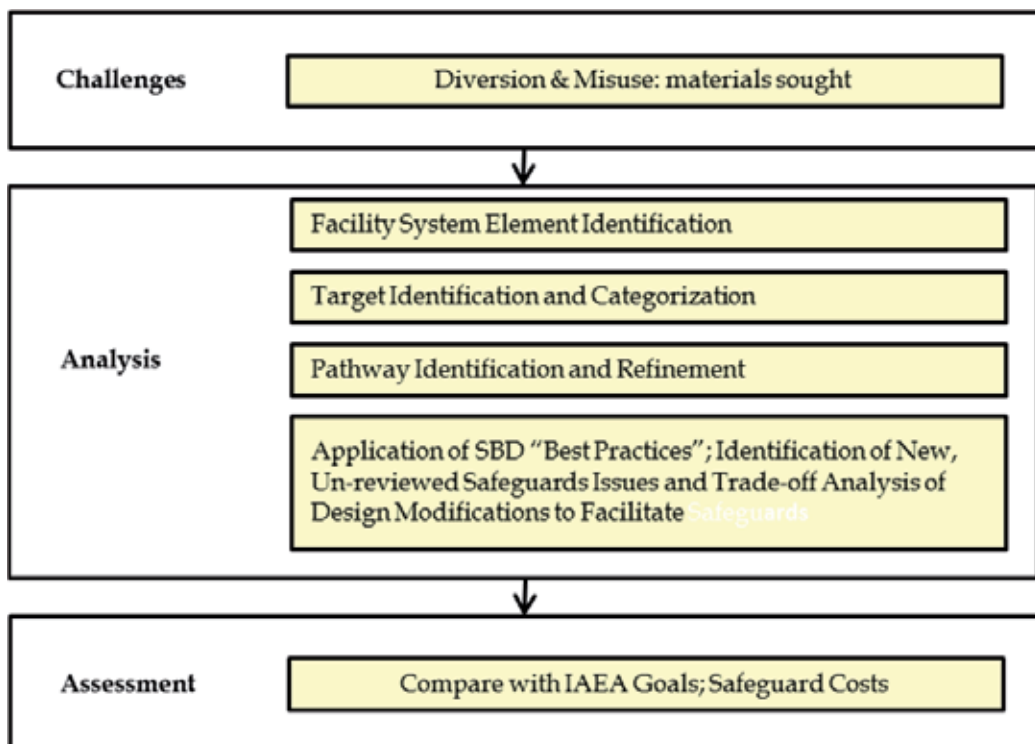 Challenges
Diversion & Misuse: materials sought
Analysis
Facility System Element Identification
Target Identification and Categorization
Pathway Identification and Refinement
Application of SBD “Best Practices”; Identification of New,
Un-reviewed Safeguards Issues and Trade-off Analysis of
Design Modifications to Facilitate Safeguards
Assessment
Compare with IAEA Goals; Safeguard Costs